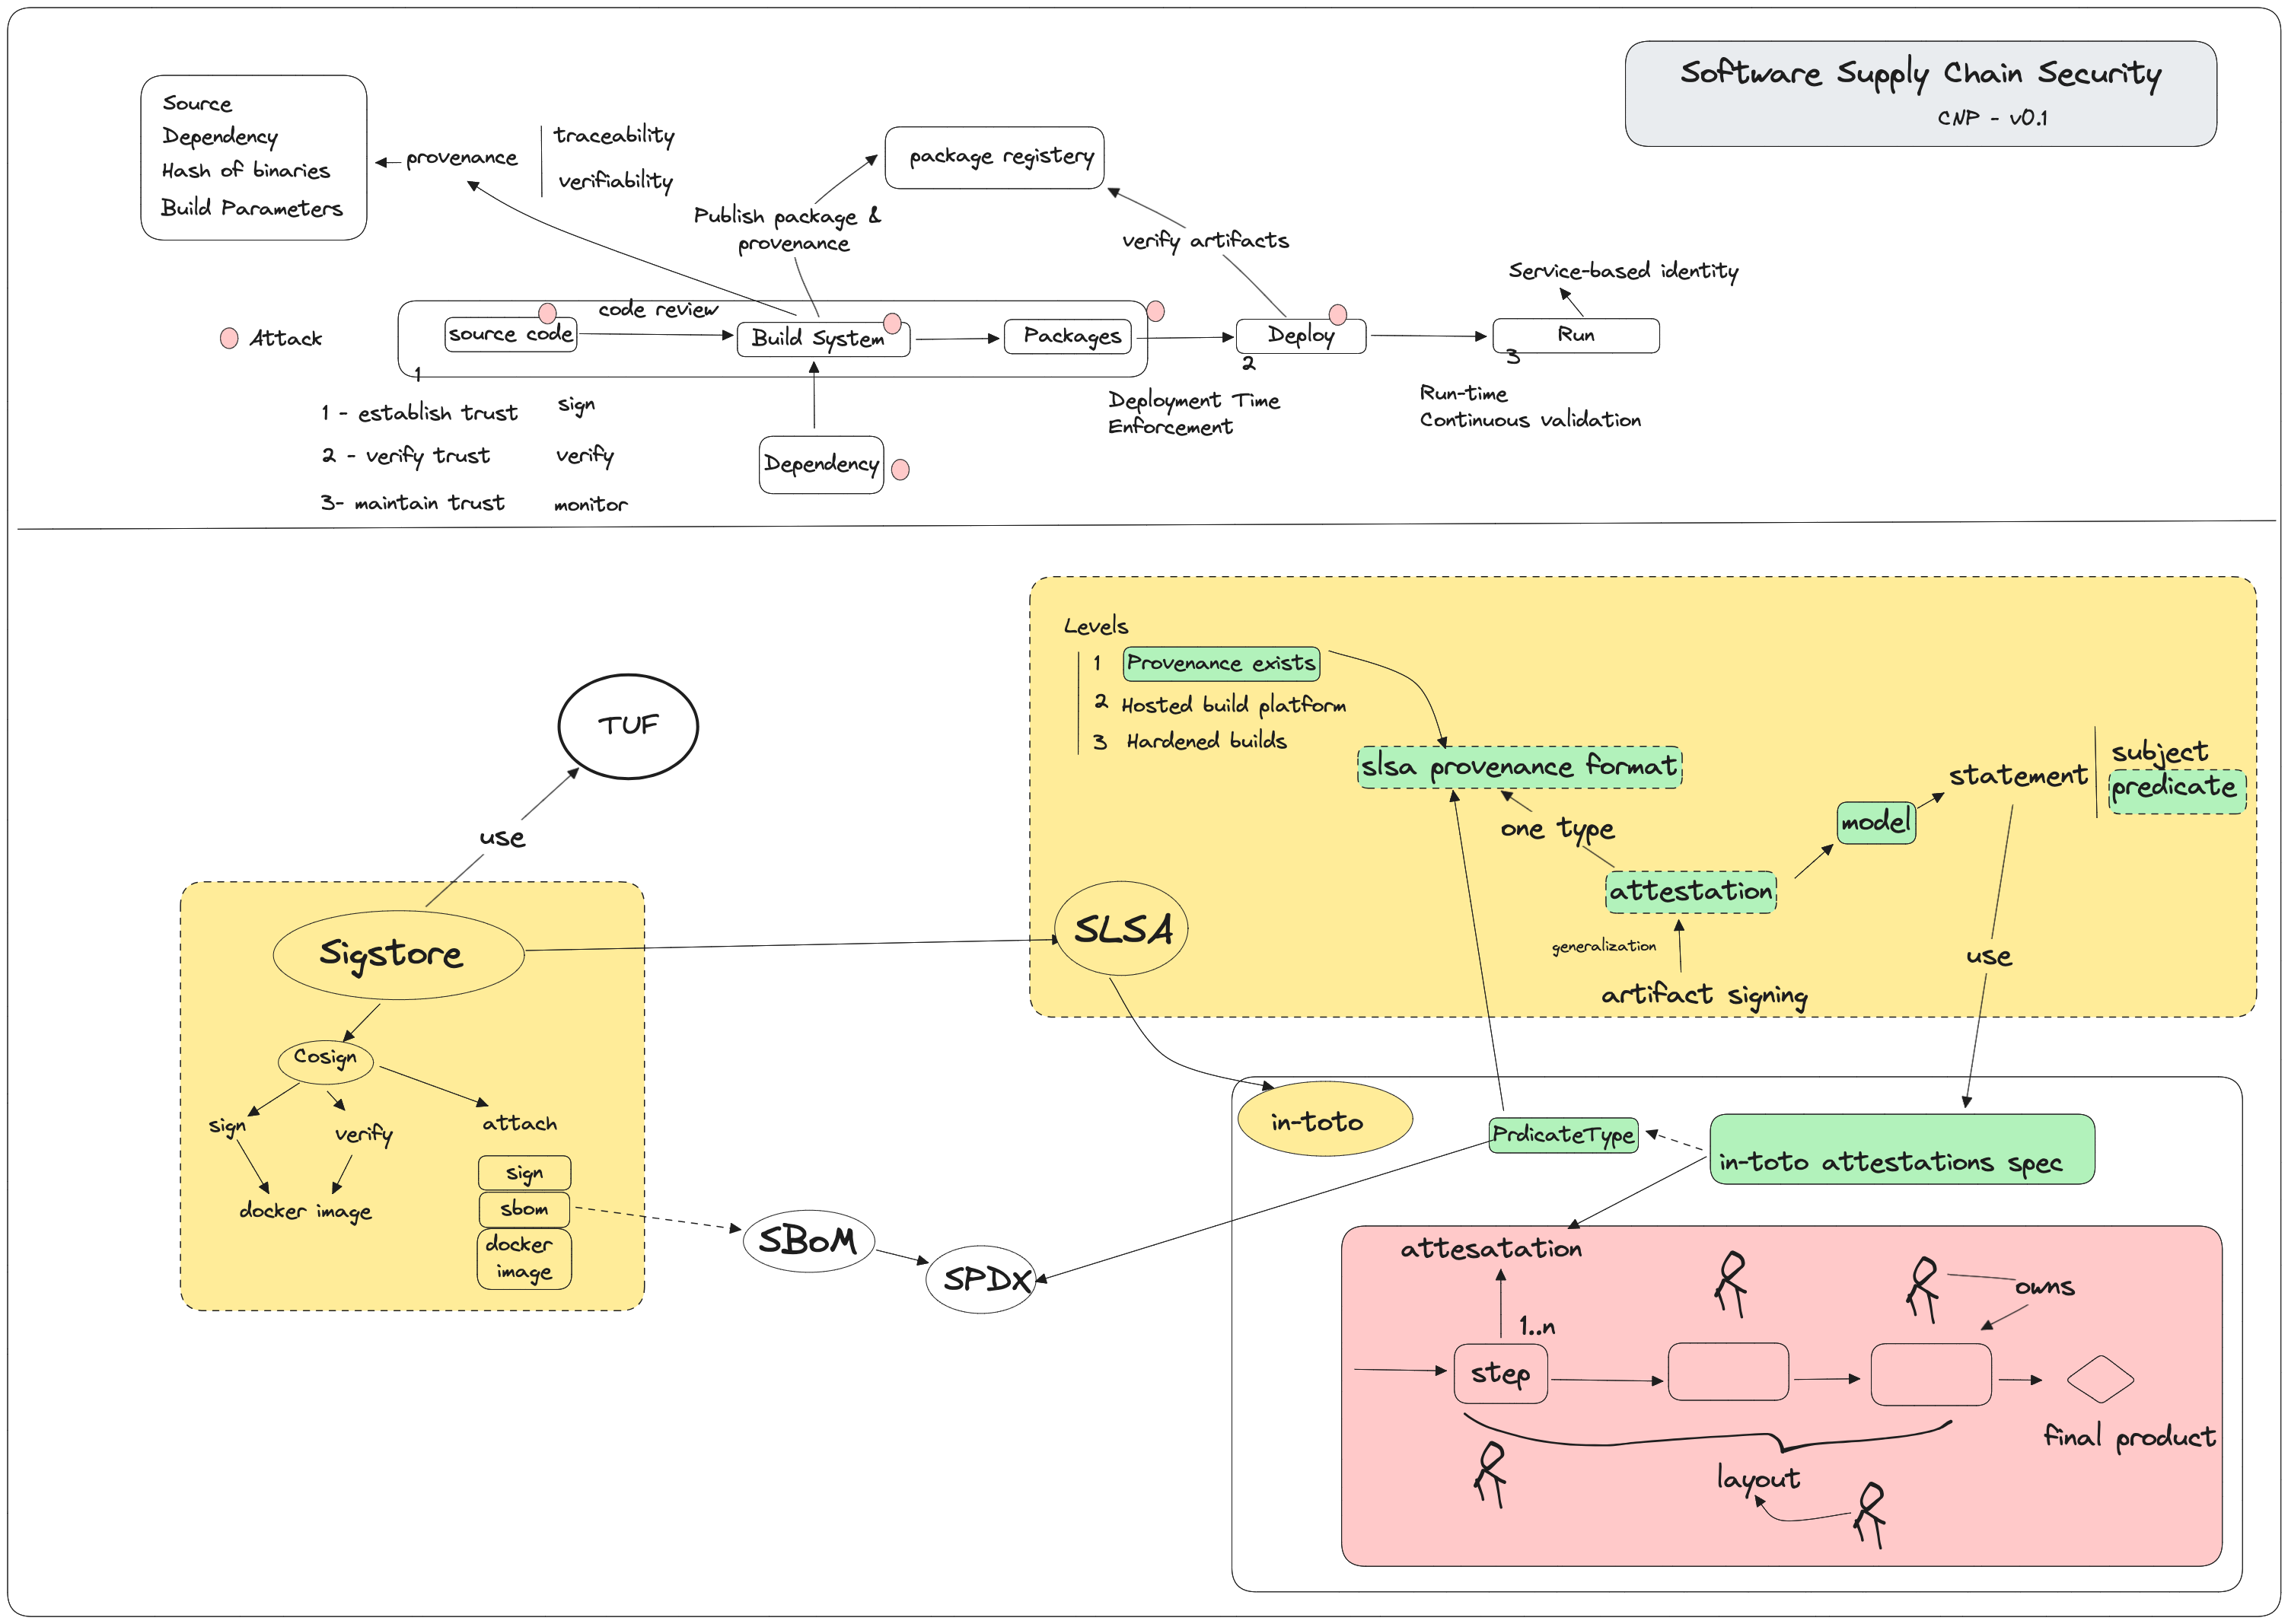 Software Supply Chain Security
CNP - v0.1
Source
Dependency
Hash of binaries
Build Parameters
provenance
traceability
verifiability
package registery
Publish package &
provenance
verify artifacts
Service-based identity
Attack
code review
source code
Build System
Packages
Deploy
Run
1
2
3
Deployment Time
Enforcement
Run-time
Continuous validation
1 - establish trust
sign
2 - verify trust
verify
3- maintain trust
monitor
Dependency
Levels
1 Provenance exists
2 Hosted build platform
3 Hardened builds
slsa provenance format
one type
attestation
generalization
artifact signing
model
statement
subject
predicate
use
SLSA
TUF
use
Sigstore
Cosign
sign
verify
attach
docker image
sign
sbom
docker
image
SBoM
SPDX
in-toto
PrdicateType
in-toto attestations spec
attesatation
1..n
step
owns
final product
layout